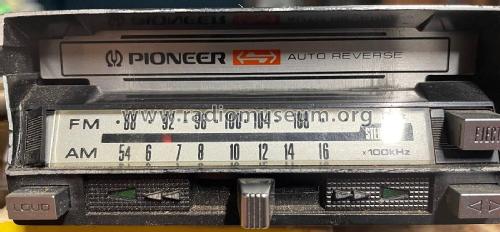 PIONEER AUTO REVERSE
www.radiomuseum.org
FM 88 92 96 100 104 108
AM 54 6 7 8 10 12 14 16 ×100KHz
LOUD